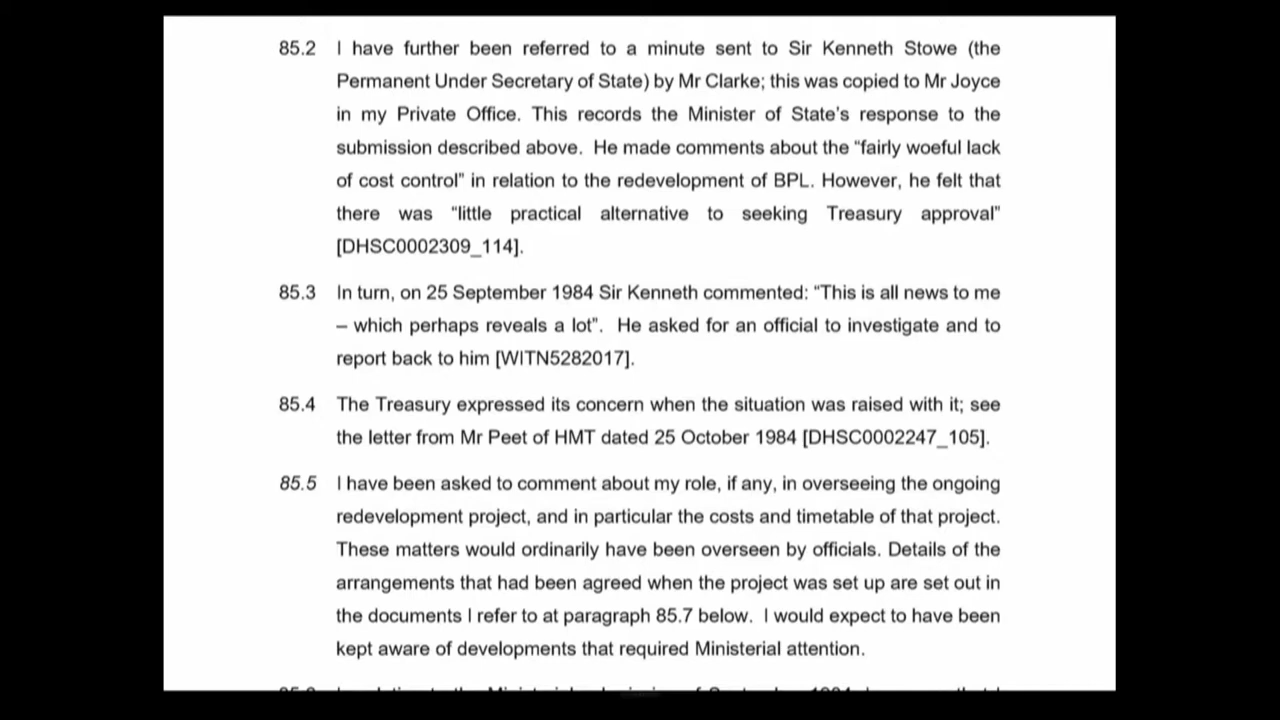 85.2 I have further been referred to a minute sent to Sir Kenneth Stowe (the
Permanent Under Secretary of State) by Mr Clarke; this was copied to Mr Joyce
in my Private Office. This records the Minister of State's response to the
submission described above. He made comments about the “fairly woeful lack
of cost control” in relation to the redevelopment of BPL. However, he felt that
there was “little practical alternative to seeking Treasury approval”
[DHSC0002309_114].
85.3 In turn, on 25 September 1984 Sir Kenneth commented: “This is all news to me
– which perhaps reveals a lot”. He asked for an official to investigate and to
report back to him [WITN5282017].
85.4 The Treasury expressed its concern when the situation was raised with it; see
the letter from Mr Peet of HMT dated 25 October 1984 [DHSC0002247_105].
85.5 I have been asked to comment about my role, if any, in overseeing the ongoing
redevelopment project, and in particular the costs and timetable of that project.
These matters would ordinarily have been overseen by officials. Details of the
arrangements that had been agreed when the project was set up are set out in
the documents I refer to at paragraph 85.7 below. I would expect to have been
kept aware of developments that required Ministerial attention.